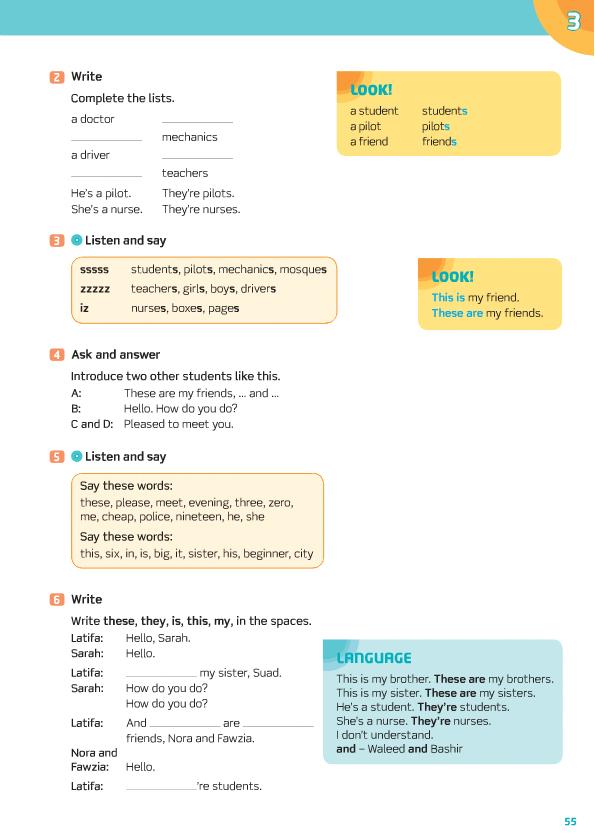 3
2 Write
Complete the lists.
a doctor ____________
____________ mechanics
a driver ____________
____________ teachers
He's a pilot. They're pilots.
She's a nurse. They're nurses.
LOOK!
a student students
a pilot pilots
a friend friends
3 Listen and say
sssss students, pilots, mechanics, mosques
zzzzz teachers, girls, boys, drivers
iz nurses, boxes, pages
LOOK!
This is my friend.
These are my friends.
4 Ask and answer
Introduce two other students like this.
A: These are my friends, ... and ...
B: Hello. How do you do?
C and D: Pleased to meet you.
5 Listen and say
Say these words:
these, please, meet, evening, three, zero,
me, cheap, police, nineteen, he, she
Say these words:
this, six, in, is, big, it, sister, his, beginner, city
6 Write
Write these, they, is, this, my, in the spaces.
Latifa: Hello, Sarah.
Sarah: Hello.
Latifa: ____________ my sister, Suad.
Sarah: How do you do?
How do you do?
Latifa: And ____________ are ____________
friends, Nora and Fawzia.
Nora and
Fawzia: Hello.
Latifa: ____________'re students.
LANGUAGE
This is my brother. These are my brothers.
This is my sister. These are my sisters.
He's a student. They're students.
She's a nurse. They're nurses.
I don't understand.
and – Waleed and Bashir
55